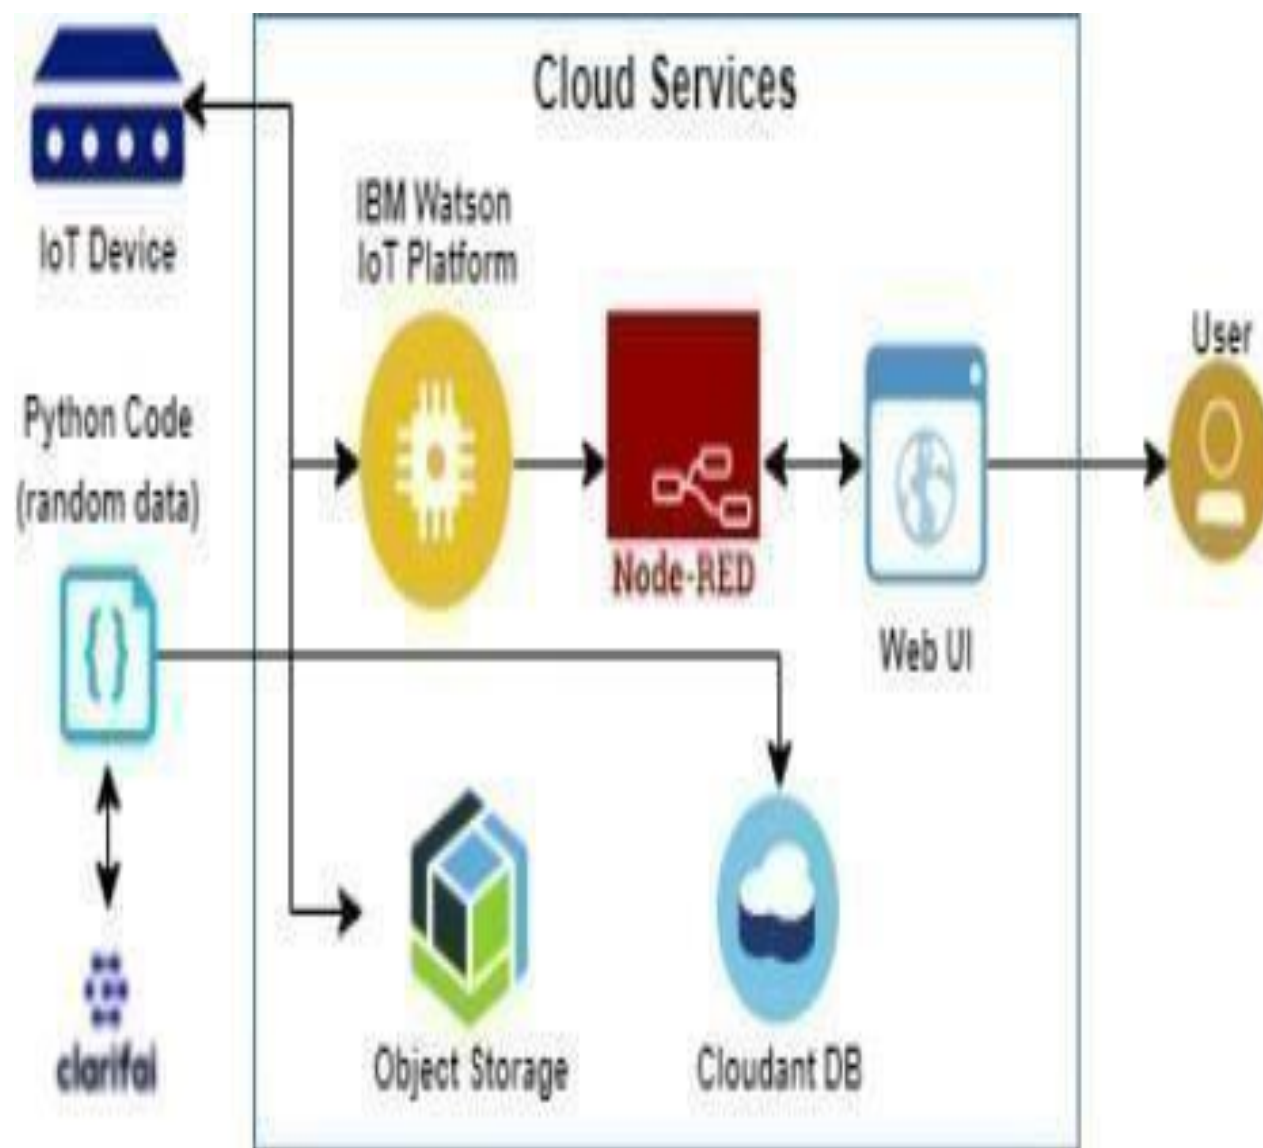 Cloud Services
IoT Device
IBM Watson
IoT Platform
User
Python Code
(random data)
Node-RED
Web UI
Object Storage
Cloudant DB
clarifai